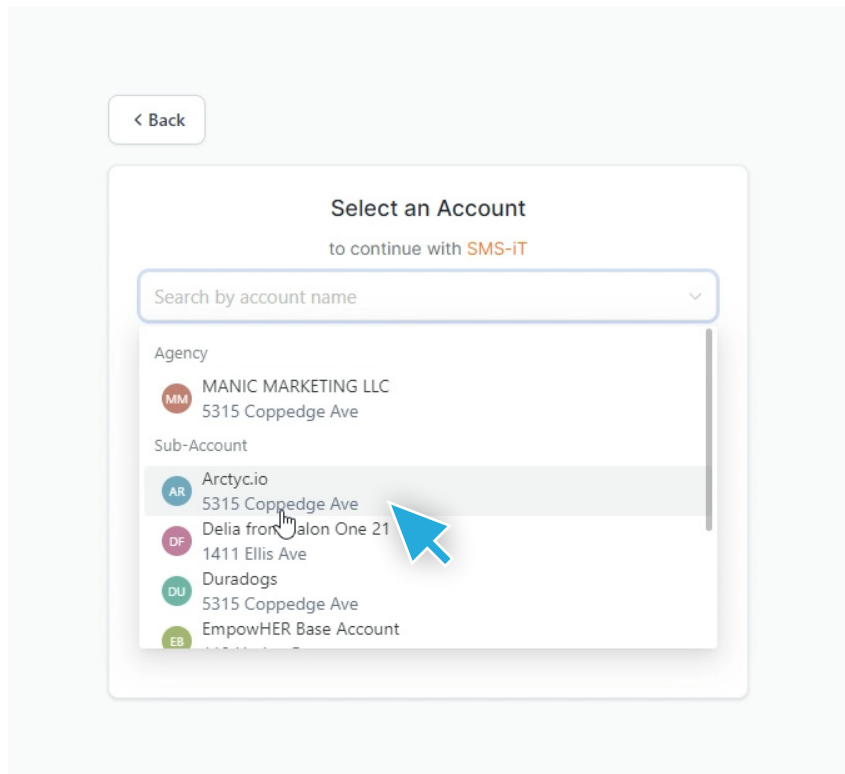 Back
Select an Account
to continue with SMS-iT
Search by account name
Agency
MM
MANIC MARKETING LLC
5315 Coppedge Ave
Sub-Account
AR
Arctyc.io
5315 Coppedge Ave
DF
Delia from Salon One 21
1411 Ellis Ave
DU
Duradogs
5315 Coppedge Ave
EB
EmpowHER Base Account